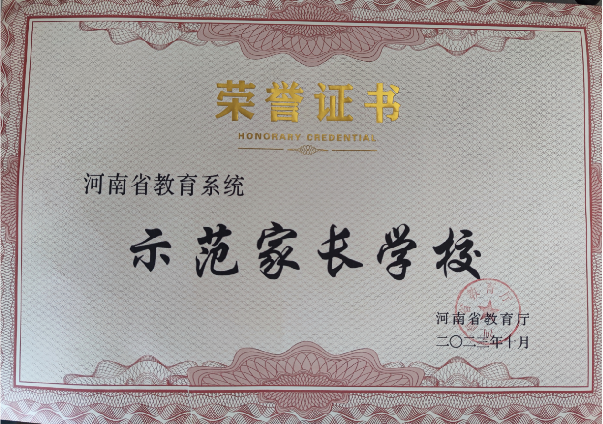 荣誉证书
HONORARY CREDENTIAL
河南省教育系统
示范家长学校
河南省教育厅
二〇二二年十月